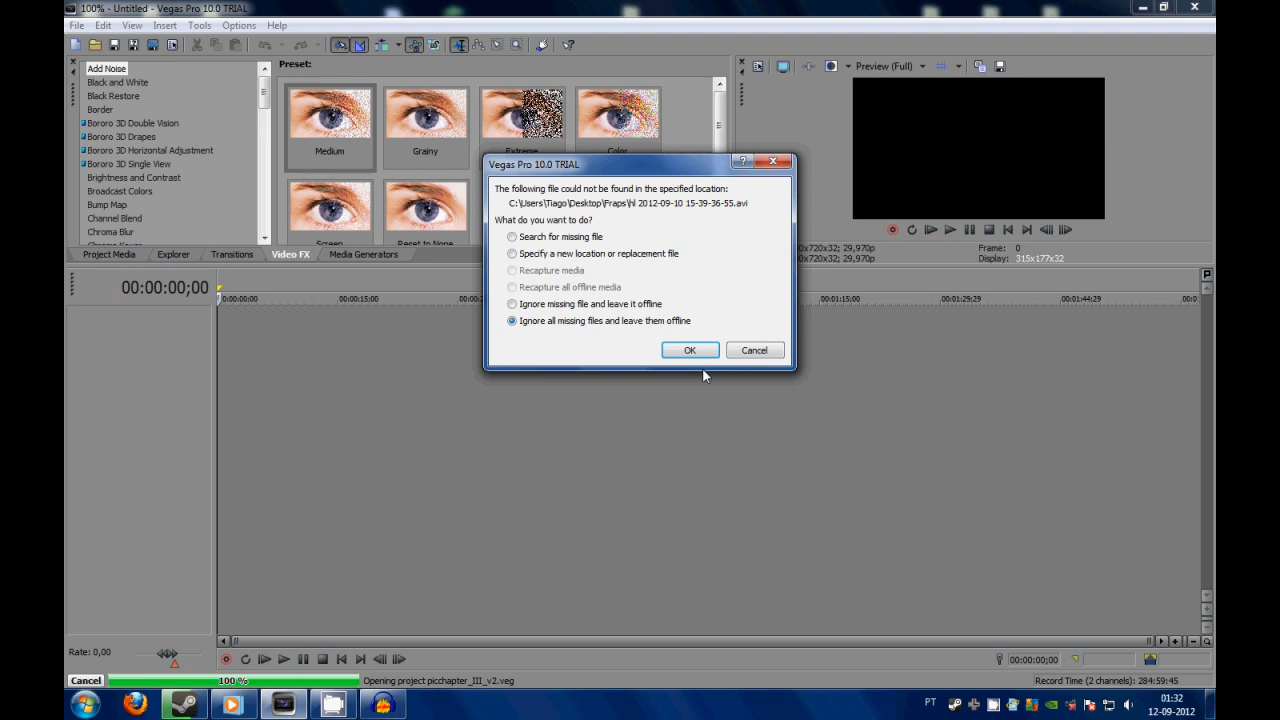 100% - Untitled - Vegas Pro 10.0 TRIAL
File Edit View Insert Tools Options Help
Add Noise
Black and White
Black Restore
Border
Bororo 3D Double Vision
Bororo 3D Drapes
Bororo 3D Horizontal Adjustment
Bororo 3D Single View
Brightness and Contrast
Broadcast Colors
Bump Map
Channel Blend
Chroma Blur
Preset:
Medium
Grainy
Extreme
Color
Screen
Reset to None
Preview (Full)
0x720x32; 29,970p
0x720x32; 29,970p
Frame: 0
Display: 315x177x32
Project Media Explorer Transitions Video FX Media Generators
Vegas Pro 10.0 TRIAL
The following file could not be found in the specified location:
C:\Users\Tiago\Desktop\Fraps\hl 2012-09-10 15-39-36-55.avi
What do you want to do?
Search for missing file
Specify a new location or replacement file
Recapture media
Recapture all offline media
Ignore missing file and leave it offline
Ignore all missing files and leave them offline
OK Cancel
00:00:00;00
0:00:00:00 00:00:15;00 00:01:15;00 00:01:29;29 00:01:44;29
Rate: 0,00
00:00:00;00
Cancel 100 % Opening project picchapter_III_v2.veg
Record Time (2 channels): 284:59:45
PT
01:32
12-09-2012